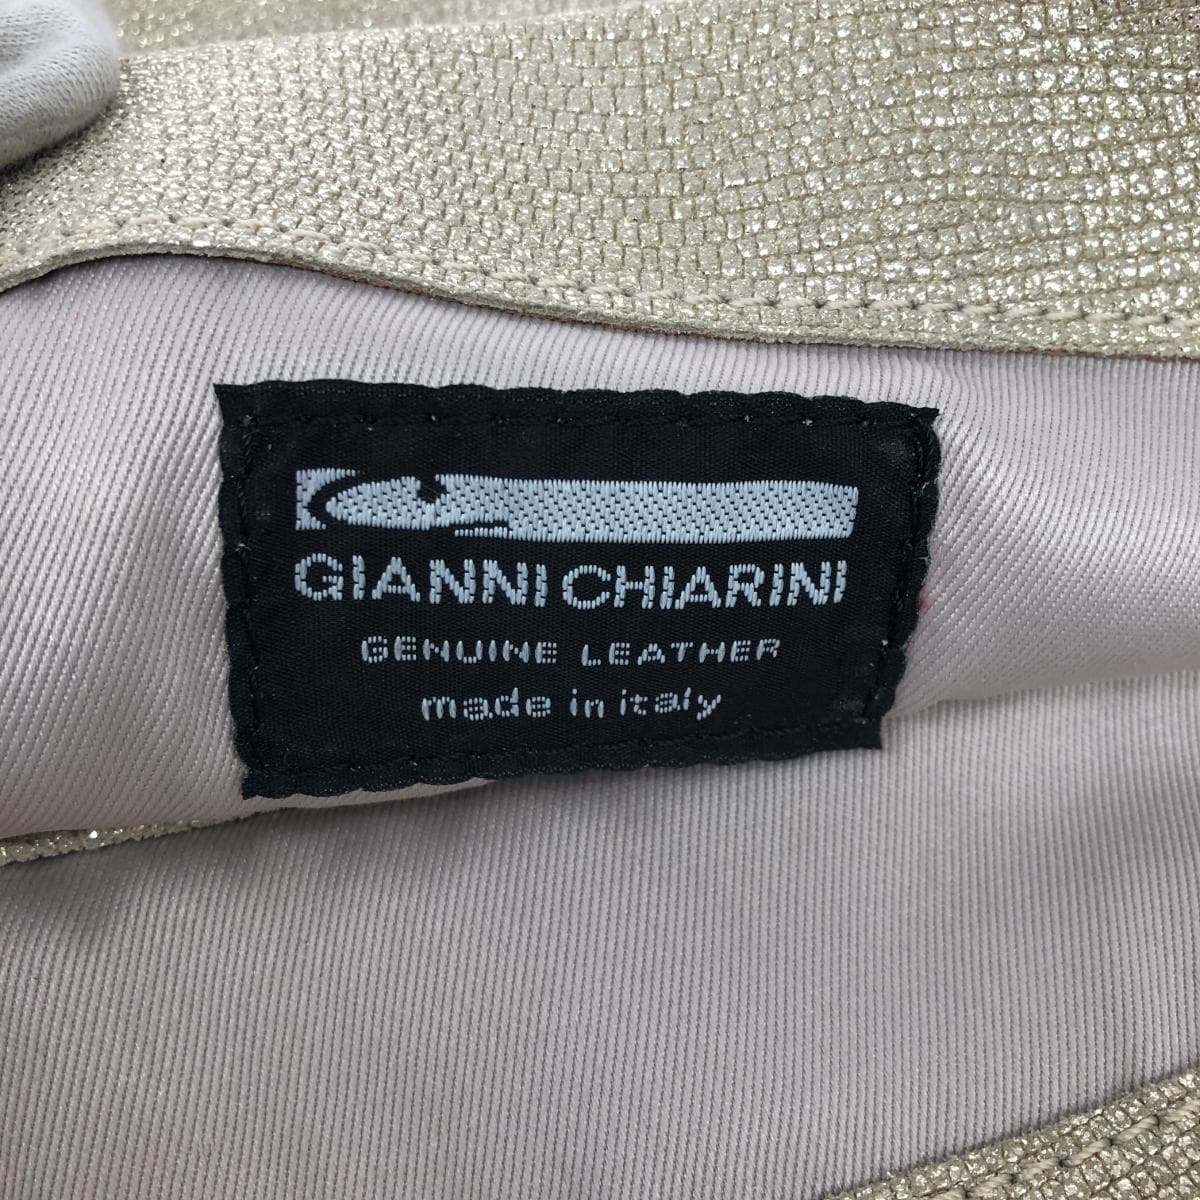 GIANNI CHIARINI
GENUINE LEATHER
made in italy